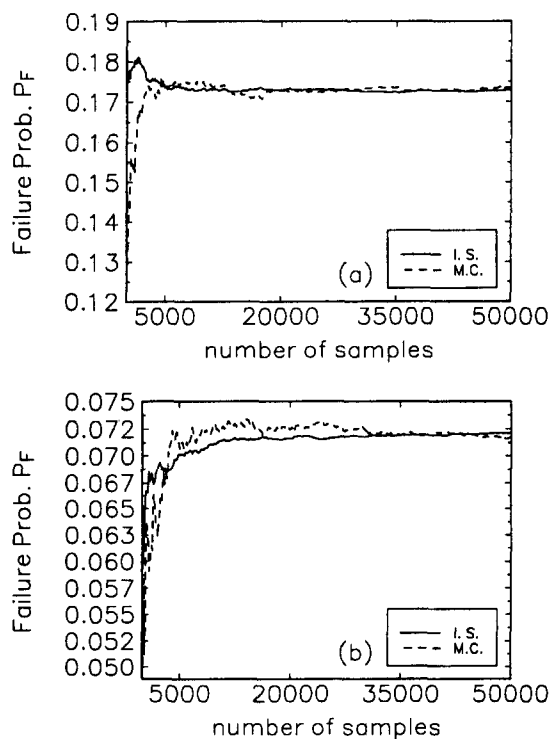 0.19
0.18
0.17
0.16
0.15
0.14
0.13
0.12
Failure Prob. PF
(a)
I.S.
M.C.
5000 20000 35000 50000
number of samples
0.075
0.072
0.070
0.067
0.065
0.063
0.060
0.057
0.055
0.052
0.050
Failure Prob. PF
(b)
I.S.
M.C.
5000 20000 35000 50000
number of samples